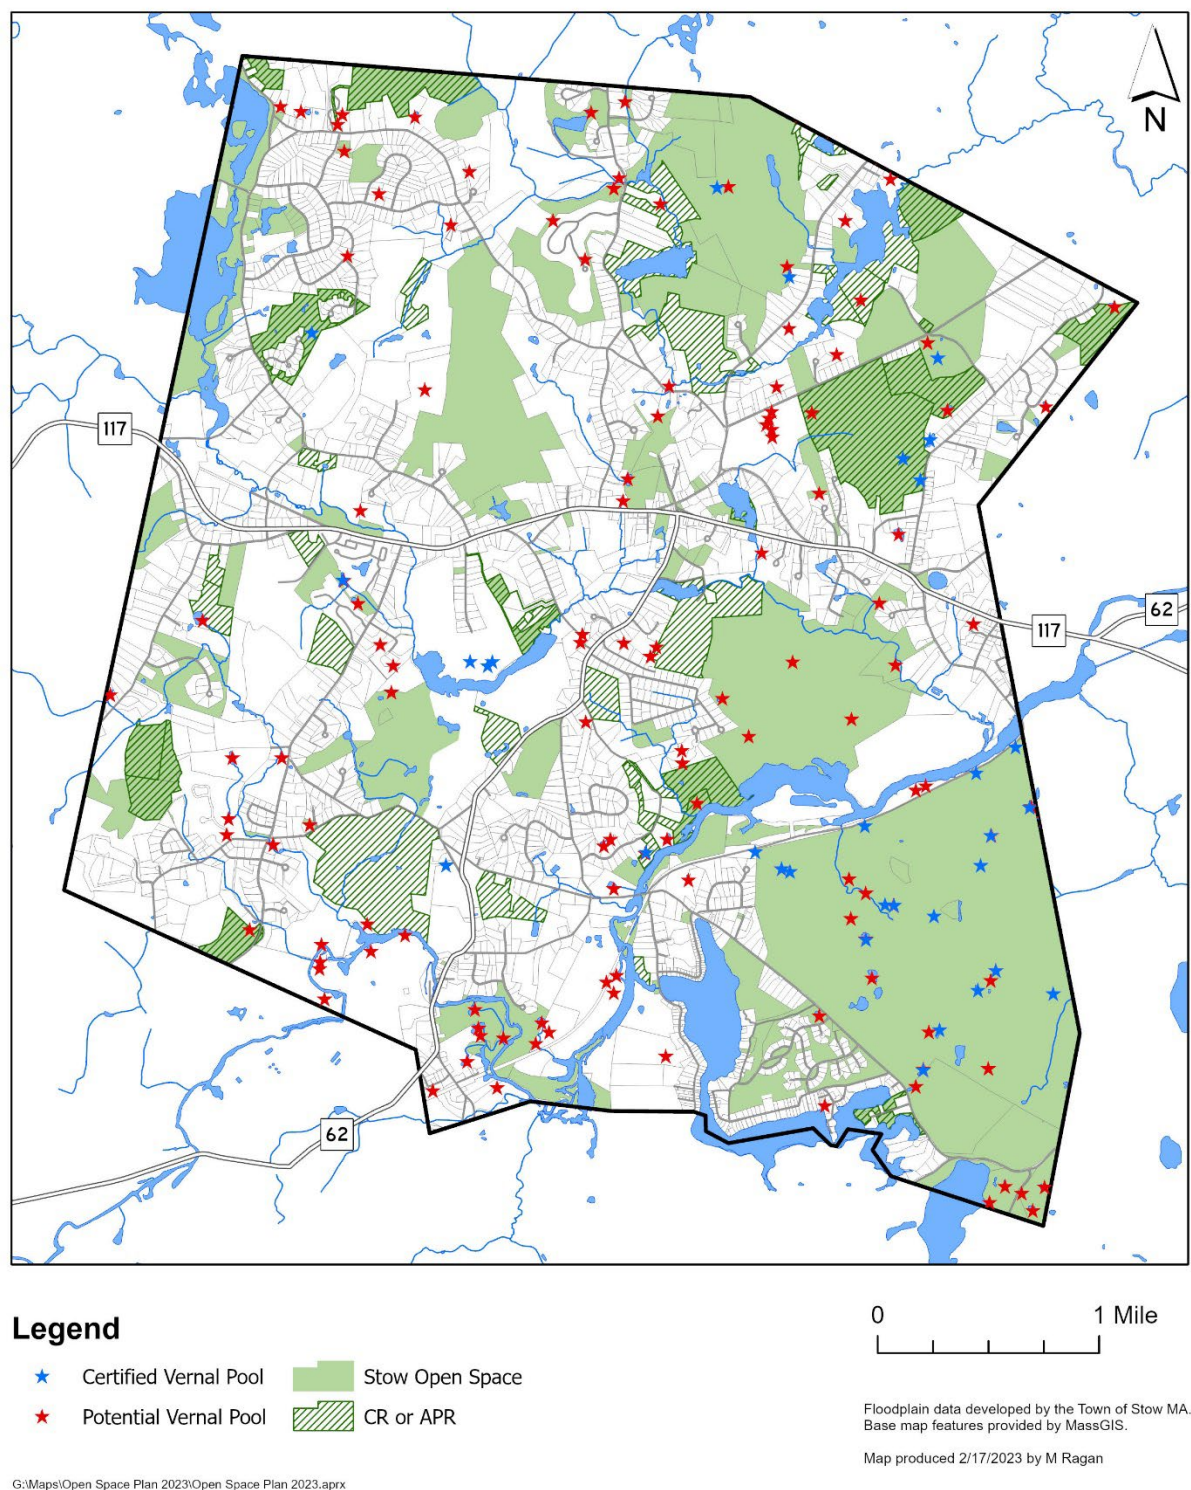 N
117
62
117
62
Legend
Certified Vernal Pool
Stow Open Space
Potential Vernal Pool
CR or APR
0 1 Mile
Floodplain data developed by the Town of Stow MA.
Base map features provided by MassGIS.
Map produced 2/17/2023 by M Ragan
G:\Maps\Open Space Plan 2023\Open Space Plan 2023.aprx